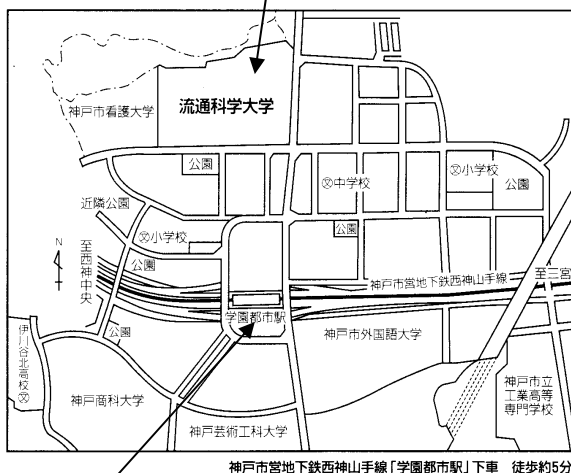 神戸市看護大学
流通科学大学
公園
㊛中学校
㊛小学校
公園
近隣公園
㊛小学校
公園
公園
N
至西神中央
神戸市営地下鉄西神山手線
至三宮
学園都市駅
公園
神戸市外国語大学
伊川谷北高校㊛
神戸商科大学
神戸芸術工科大学
神戸市立
工業高等
専門学校
神戸市営地下鉄西神山手線「学園都市駅」下車　徒歩約5分